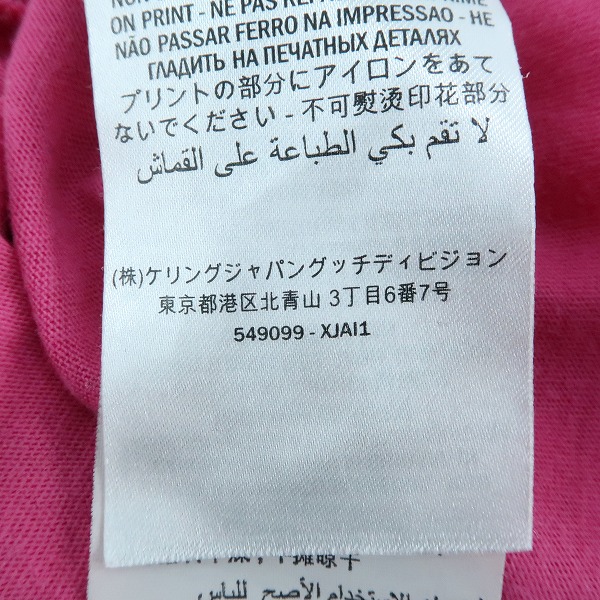 ON PRINT - NE PAS
NÃO PASSAR FERRO NA IMPRESSAO - НЕ
ГЛАДИТЬ НА ПЕЧАТНЫХ ДЕТАЛЯХ
プリントの部分にアイロンをあて
ないでください - 不可熨烫印花部分
لا تقم بكي الطباعة على القماش
(株)ケリングジャパングッチディビジョン
東京都港区北青山 3丁目6番7号
549099 - XJAI1
الاستخدام الأصبح للباس